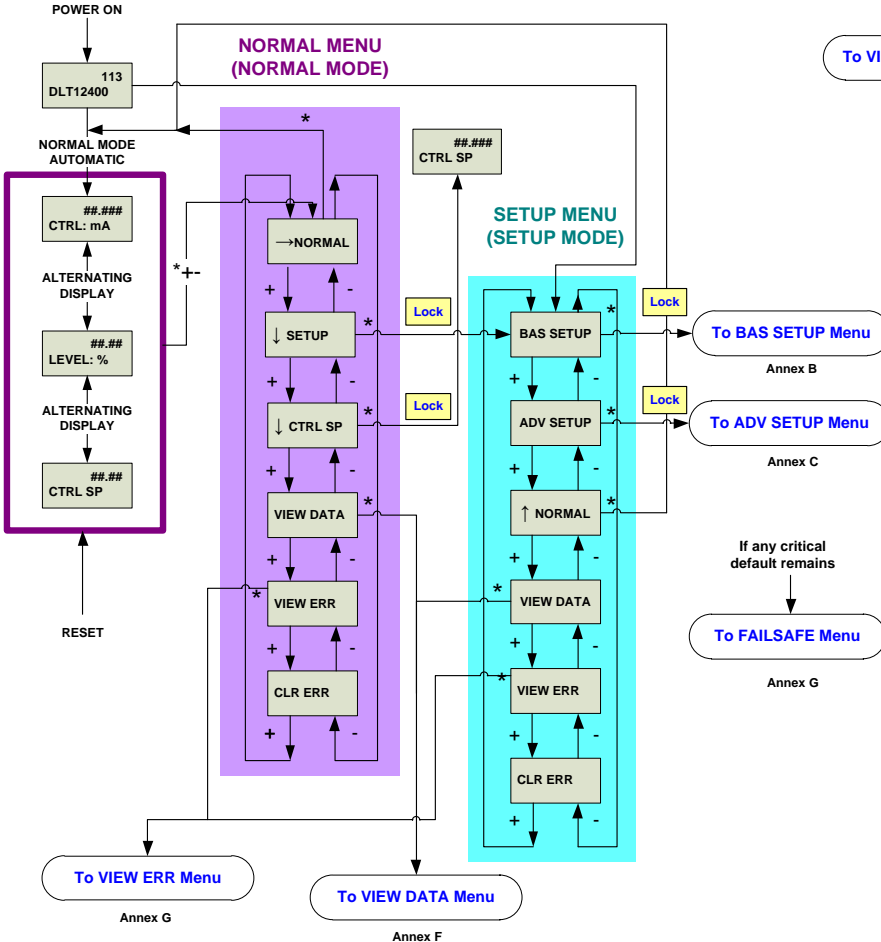 POWER ON
113
DLT12400
NORMAL MODE
AUTOMATIC
##.###
CTRL: mA
ALTERNATING
DISPLAY
##.##
LEVEL: %
ALTERNATING
DISPLAY
##.##
CTRL SP
RESET
*+-
NORMAL MENU
(NORMAL MODE)
*
→NORMAL
+ -
↓ SETUP
*
Lock
+ -
↓ CTRL SP
*
Lock
+ -
VIEW DATA
*
+ -
VIEW ERR
*
+ -
CLR ERR
+ -
##.###
CTRL SP
SETUP MENU
(SETUP MODE)
BAS SETUP
*
Lock
+ -
ADV SETUP
*
Lock
+ -
↑ NORMAL
*
+ -
VIEW DATA
*
+ -
VIEW ERR
*
+ -
CLR ERR
+ -
To VI
To BAS SETUP Menu
Annex B
To ADV SETUP Menu
Annex C
If any critical
default remains
To FAILSAFE Menu
Annex G
To VIEW ERR Menu
Annex G
To VIEW DATA Menu
Annex F